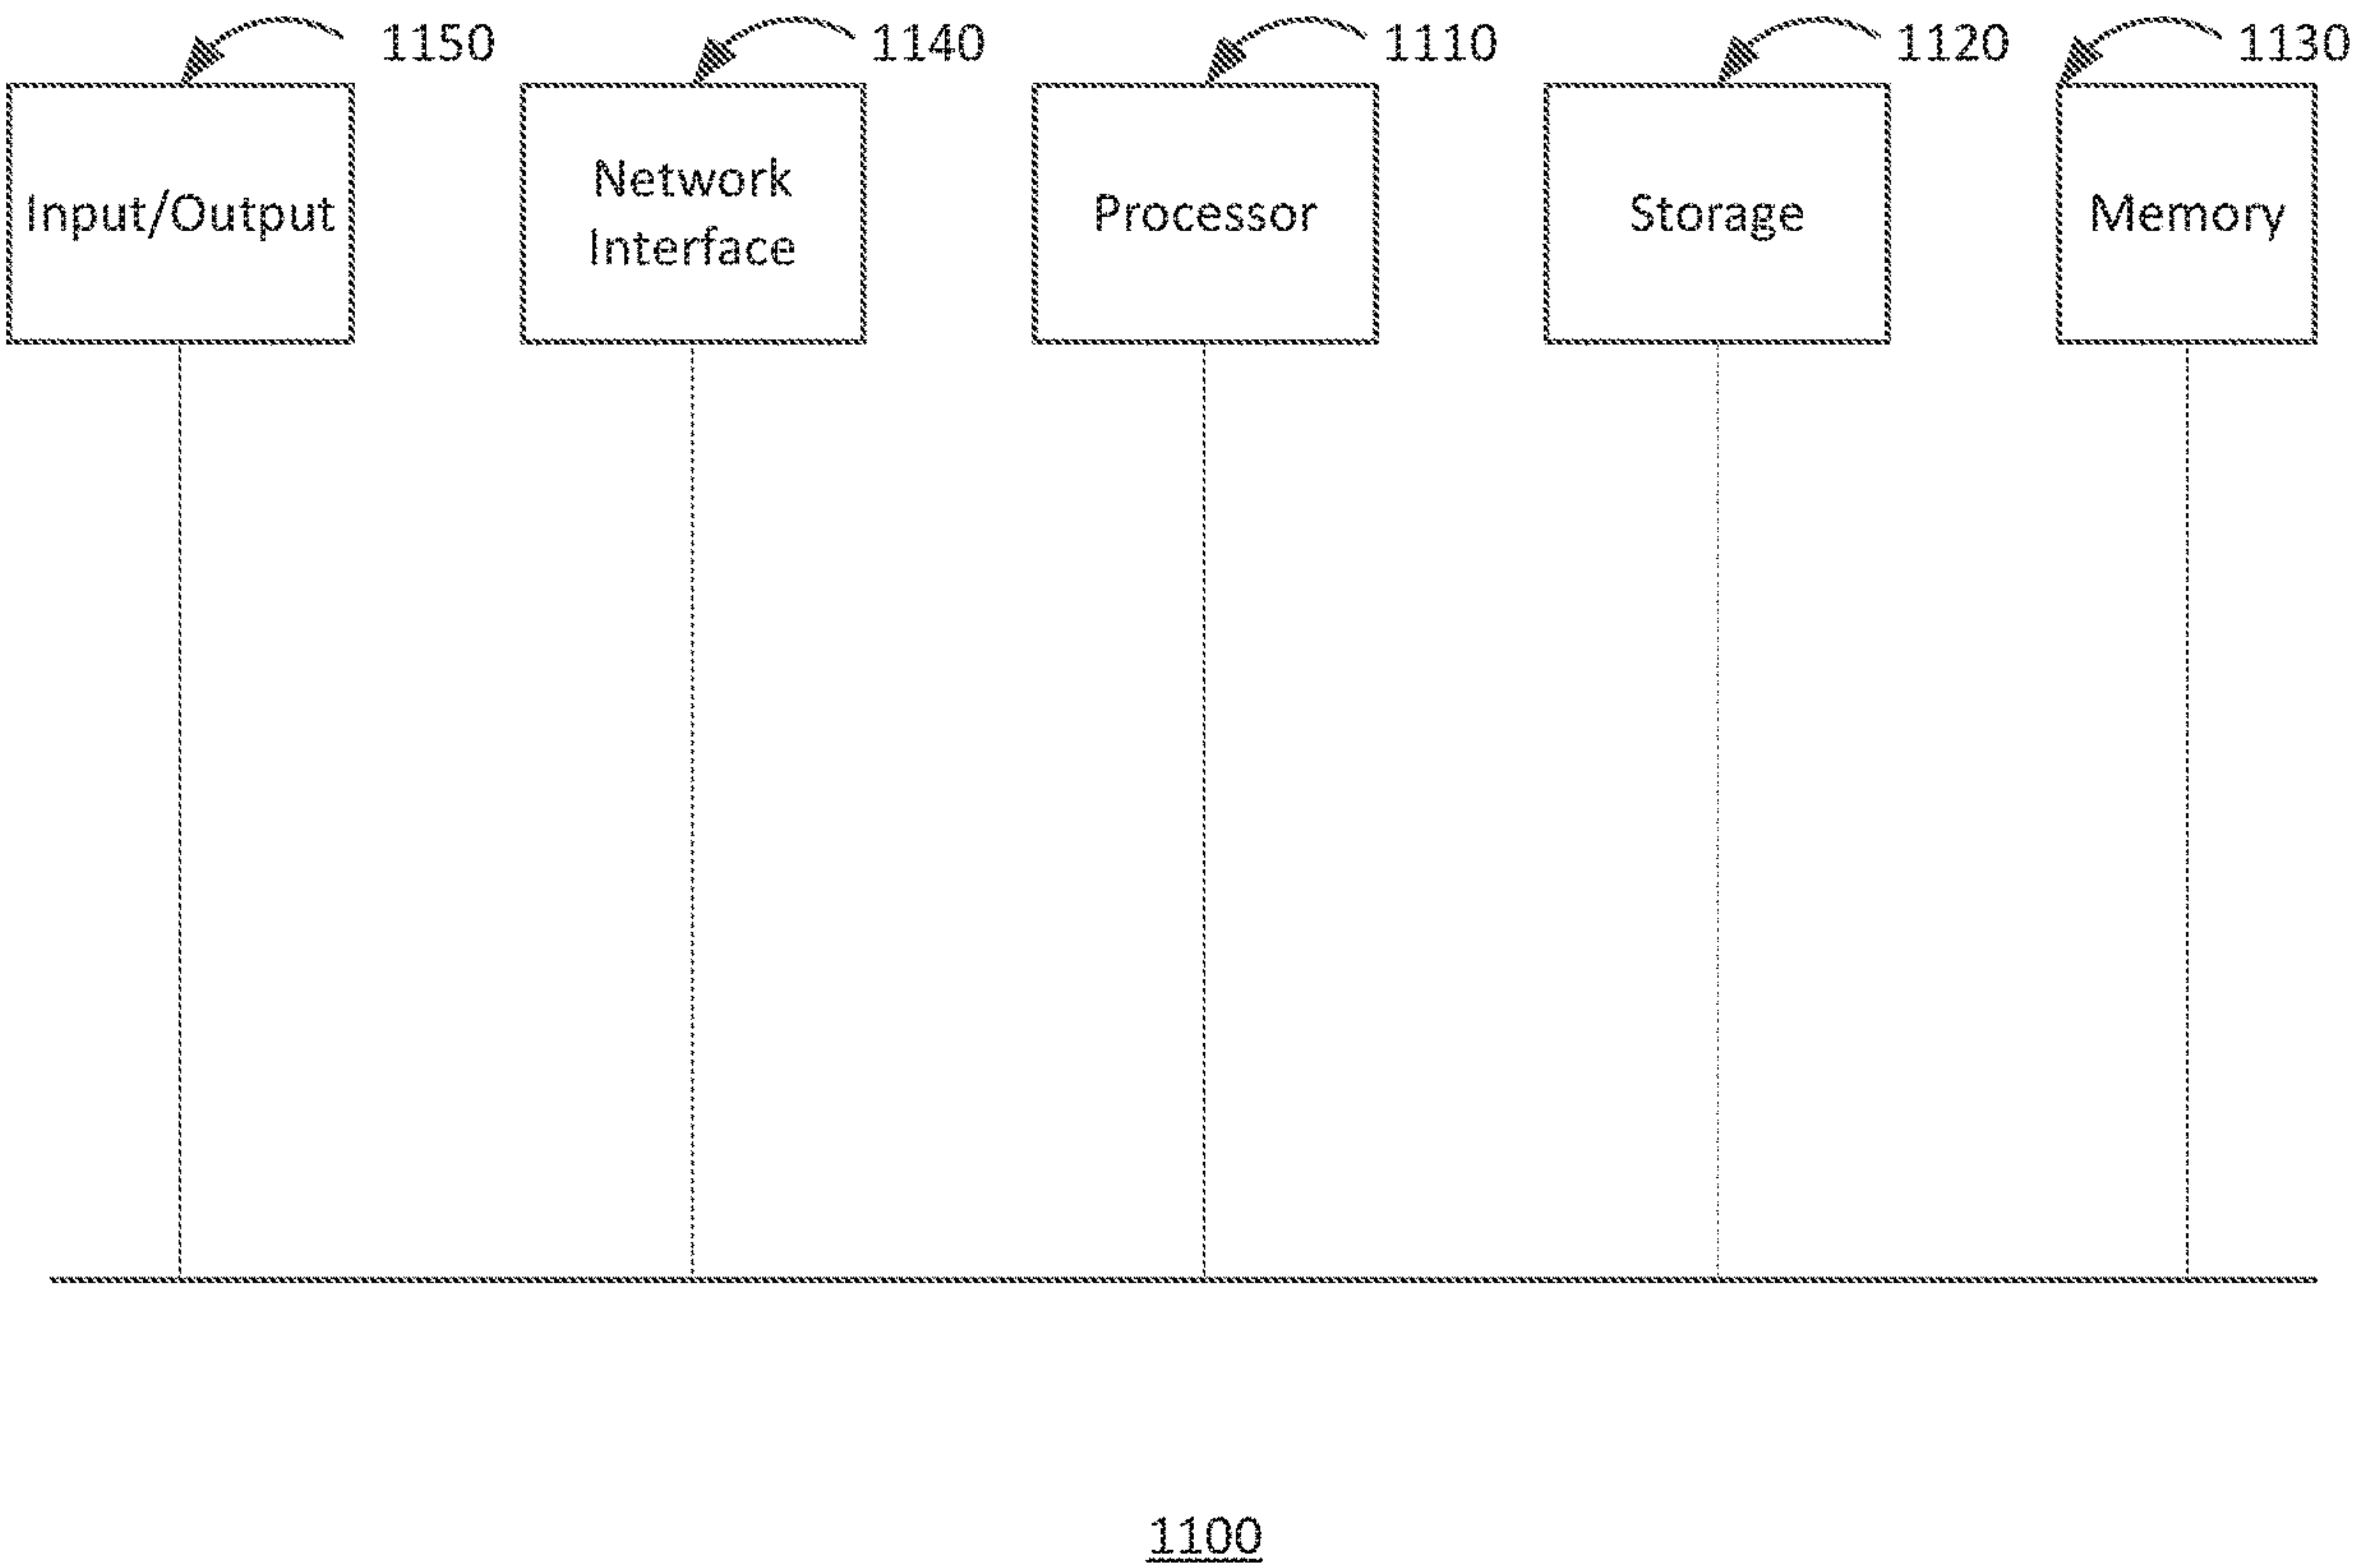 1150
1140
1110
1120
1130
Input/Output
Network
Interface
Processor
Storage
Memory
1100